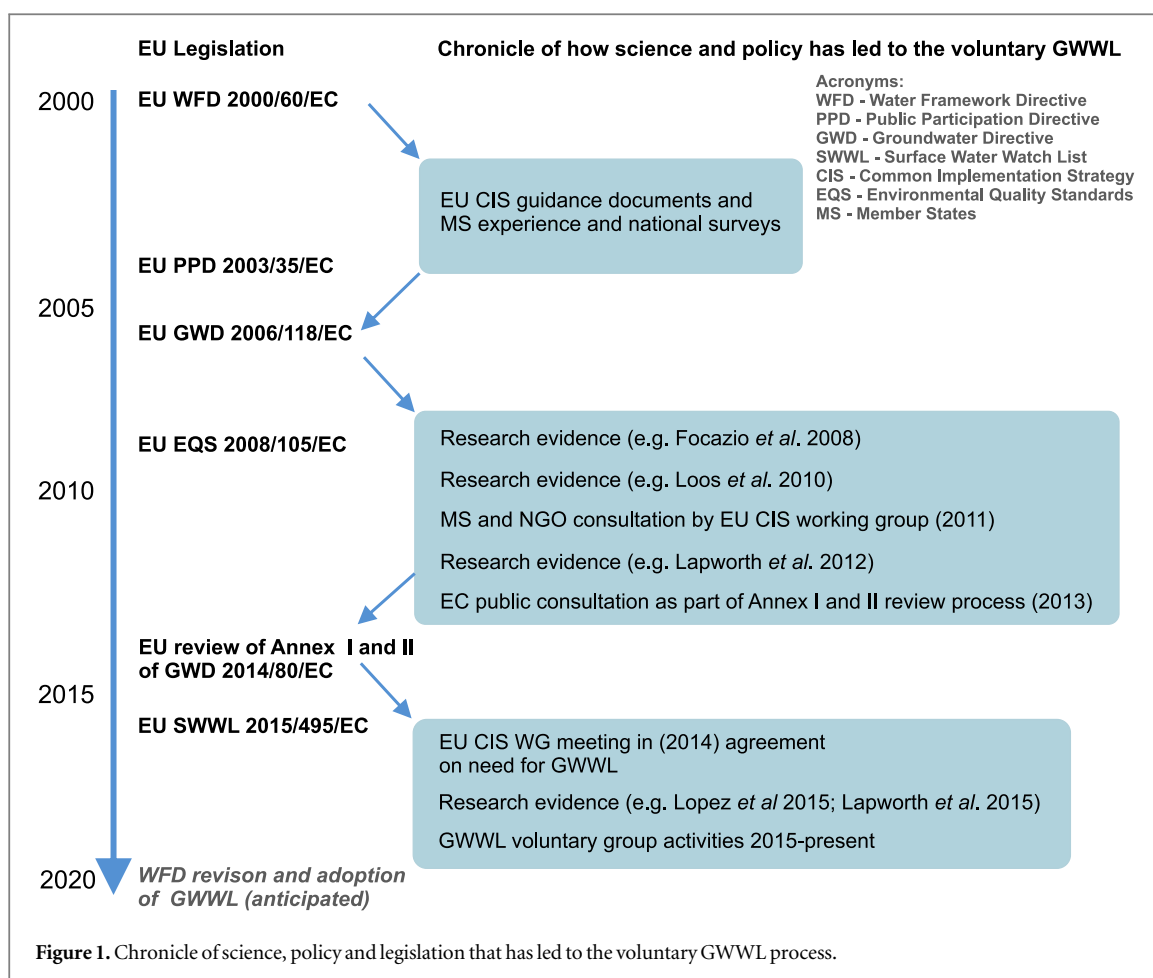 EU Legislation
Chronicle of how science and policy has led to the voluntary GWWL
Acronyms:
WFD - Water Framework Directive
PPD - Public Participation Directive
GWD - Groundwater Directive
SWWL - Surface Water Watch List
CIS - Common Implementation Strategy
EQS - Environmental Quality Standards
MS - Member States
2000
EU WFD 2000/60/EC
EU CIS guidance documents and
MS experience and national surveys
EU PPD 2003/35/EC
2005
EU GWD 2006/118/EC
EU EQS 2008/105/EC
Research evidence (e.g. Focazio et al. 2008)
2010
Research evidence (e.g. Loos et al. 2010)
MS and NGO consultation by EU CIS working group (2011)
Research evidence (e.g. Lapworth et al. 2012)
EC public consultation as part of Annex I and II review process (2013)
EU review of Annex I and II
of GWD 2014/80/EC
2015
EU SWWL 2015/495/EC
EU CIS WG meeting in (2014) agreement
on need for GWWL
Research evidence (e.g. Lopez et al 2015; Lapworth et al. 2015)
GWWL voluntary group activities 2015-present
2020
WFD revison and adoption
of GWWL (anticipated)
Figure 1. Chronicle of science, policy and legislation that has led to the voluntary GWWL process.